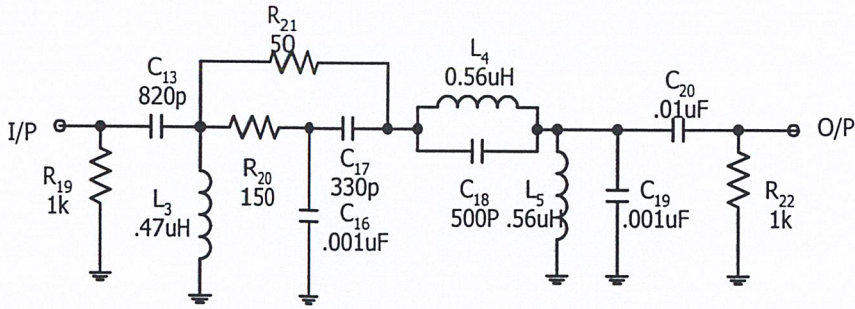 R21
50
L4
0.56uH
C13
820p
C20
.01uF
I/P
O/P
R19
1k
L3
.47uH
R20
150
C17
330p
C16
.001uF
C18
500P
L5
.56uH
C19
.001uF
R22
1k